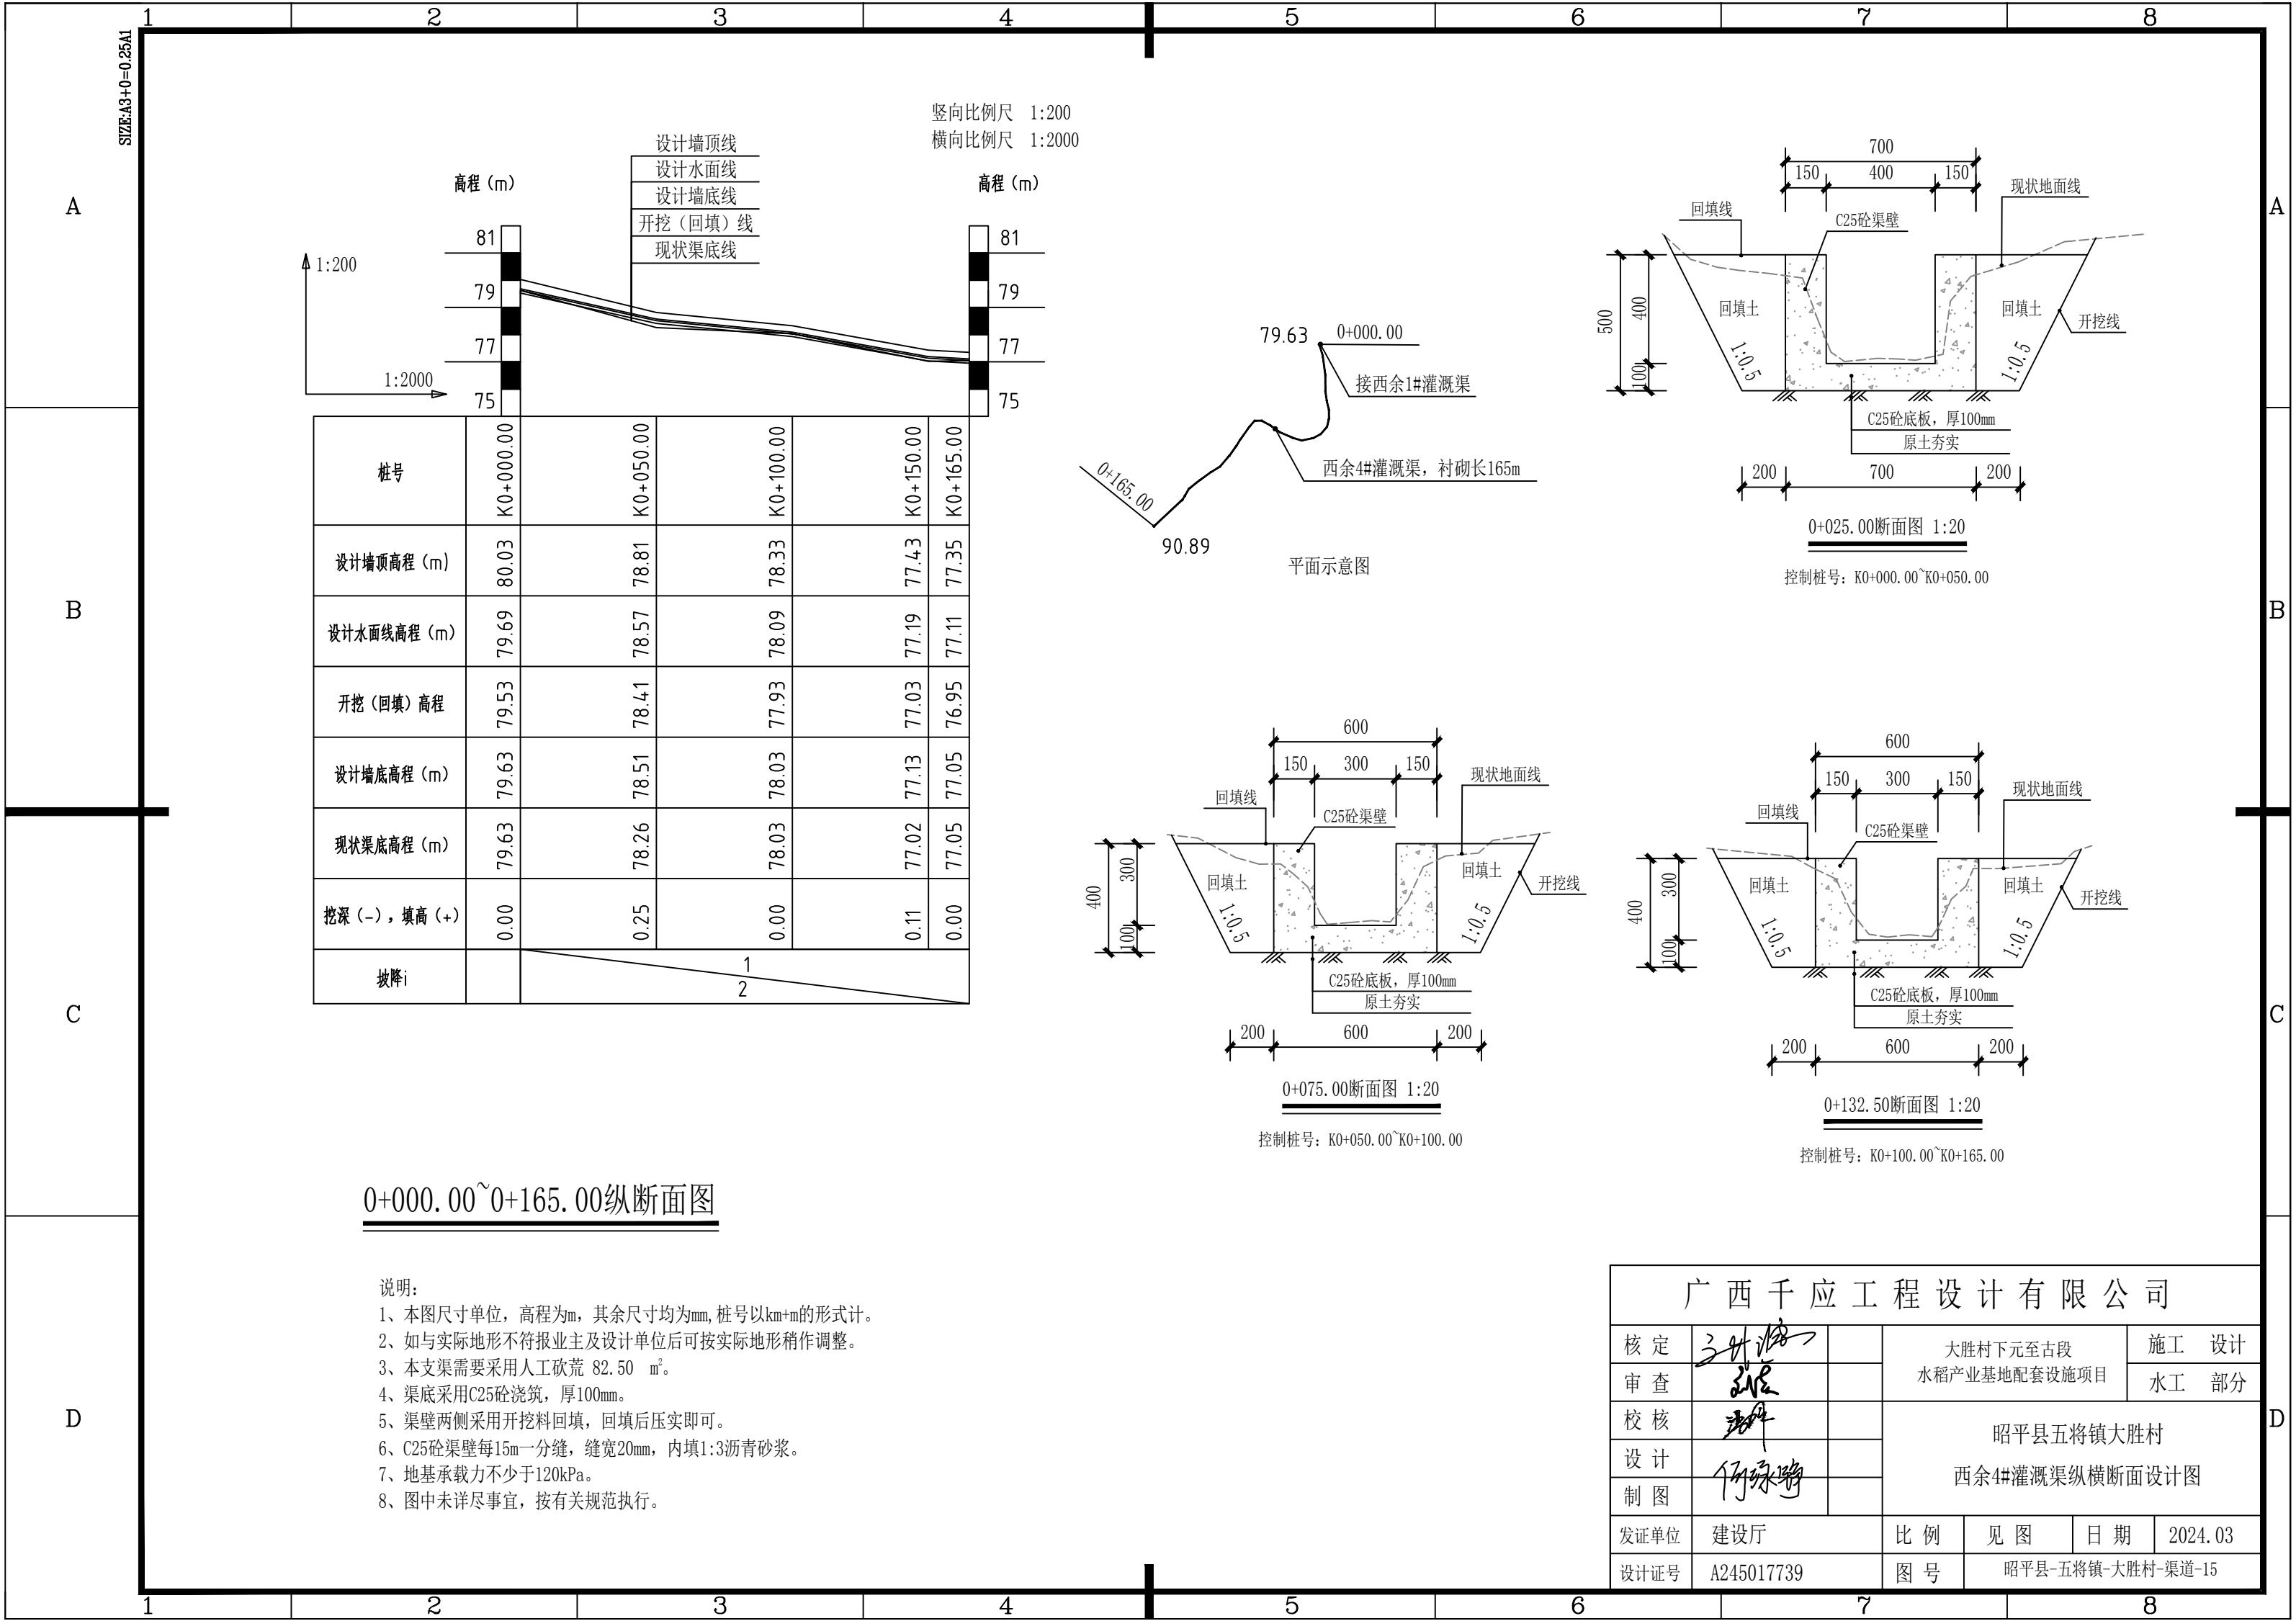 1 2 3 4 5 6 7 8
SIZE:A3+0=0.25A1
A
B
C
D
竖向比例尺 1:200
横向比例尺 1:2000
设计墙顶线
设计水面线
设计墙底线
开挖（回填）线
现状渠底线
高程（m）
高程（m）
81
79
77
75
81
79
77
75
1:200
1:2000
桩号 K0+000.00 K0+050.00 K0+100.00 K0+150.00 K0+165.00
设计墙顶高程（m） 80.03 78.81 78.33 77.43 77.35
设计水面线高程（m） 79.69 78.57 78.09 77.19 77.11
开挖（回填）高程 79.53 78.41 77.93 77.03 76.95
设计墙底高程（m） 79.63 78.51 78.03 77.13 77.05
现状渠底高程（m） 79.63 78.26 78.03 77.02 77.05
挖深（-），填高（+） 0.00 0.25 0.00 0.11 0.00
坡降i 1 2
0+000.00~0+165.00纵断面图
79.63 0+000.00
接西余1#灌溉渠
西余4#灌溉渠，衬砌长165m
0+165.00
90.89
平面示意图
700
150 400 150
现状地面线
回填线
C25砼渠壁
回填土
回填土
开挖线
500
400
100
1:0.5
1:0.5
C25砼底板，厚100mm
原土夯实
200 700 200
0+025.00断面图 1:20
控制桩号：K0+000.00~K0+050.00
600
150 300 150
现状地面线
回填线
C25砼渠壁
回填土
回填土
开挖线
400
300
100
1:0.5
1:0.5
C25砼底板，厚100mm
原土夯实
200 600 200
0+075.00断面图 1:20
控制桩号：K0+050.00~K0+100.00
600
150 300 150
现状地面线
回填线
C25砼渠壁
回填土
回填土
开挖线
400
300
100
1:0.5
1:0.5
C25砼底板，厚100mm
原土夯实
200 600 200
0+132.50断面图 1:20
控制桩号：K0+100.00~K0+165.00
说明：
1、本图尺寸单位，高程为m，其余尺寸均为mm,桩号以km+m的形式计。
2、如与实际地形不符报业主及设计单位后可按实际地形稍作调整。
3、本支渠需要采用人工砍荒 82.50 m²。
4、渠底采用C25砼浇筑，厚100mm。
5、渠壁两侧采用开挖料回填，回填后压实即可。
6、C25砼渠壁每15m一分缝，缝宽20mm，内填1:3沥青砂浆。
7、地基承载力不少于120kPa。
8、图中未详尽事宜，按有关规范执行。
广西千应工程设计有限公司
核定
审查
校核
设计
制图
大胜村下元至古段
水稻产业基地配套设施项目
施工 设计
水工 部分
昭平县五将镇大胜村
西余4#灌溉渠纵横断面设计图
发证单位 建设厅 比例 见图 日期 2024.03
设计证号 A245017739 图号 昭平县-五将镇-大胜村-渠道-15
A
B
C
D
1 2 3 4 5 6 7 8